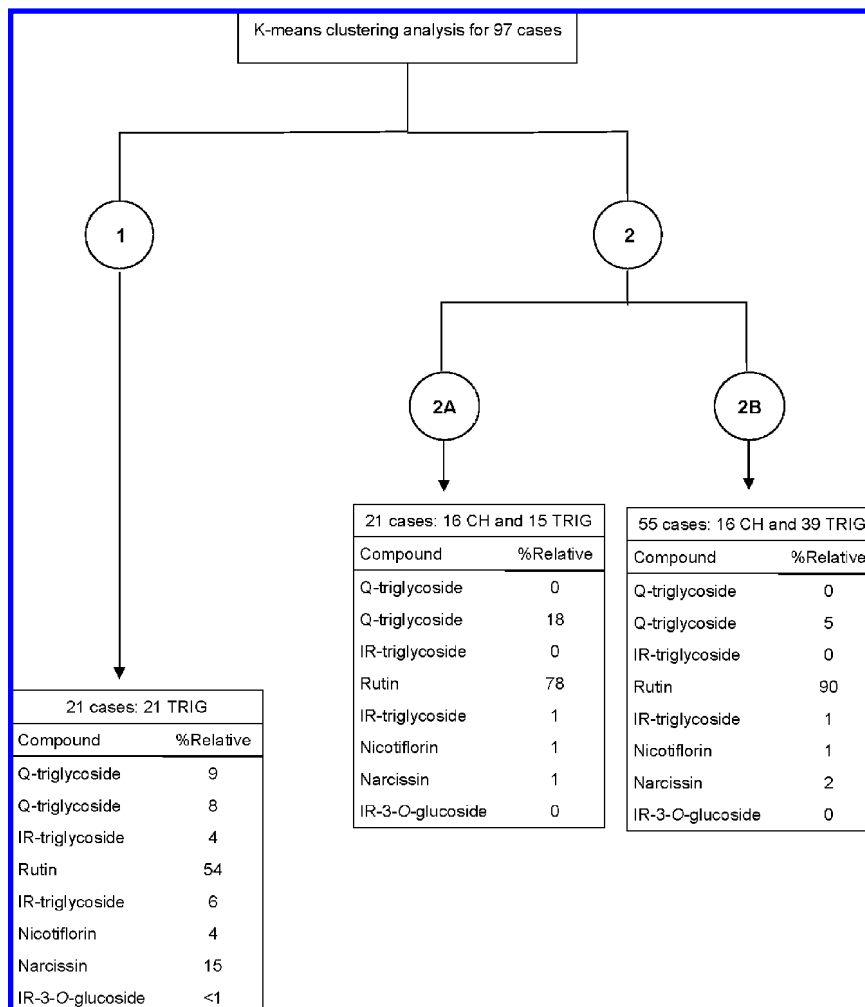 K-means clustering analysis for 97 cases
1
2
2A
2B
21 cases: 16 CH and 15 TRIG
Compound %Relative
Q-triglycoside 0
Q-triglycoside 18
IR-triglycoside 0
Rutin 78
IR-triglycoside 1
Nicotiflorin 1
Narcissin 1
IR-3-O-glucoside 0
55 cases: 16 CH and 39 TRIG
Compound %Relative
Q-triglycoside 0
Q-triglycoside 5
IR-triglycoside 0
Rutin 90
IR-triglycoside 1
Nicotiflorin 1
Narcissin 2
IR-3-O-glucoside 0
21 cases: 21 TRIG
Compound %Relative
Q-triglycoside 9
Q-triglycoside 8
IR-triglycoside 4
Rutin 54
IR-triglycoside 6
Nicotiflorin 4
Narcissin 15
IR-3-O-glucoside <1